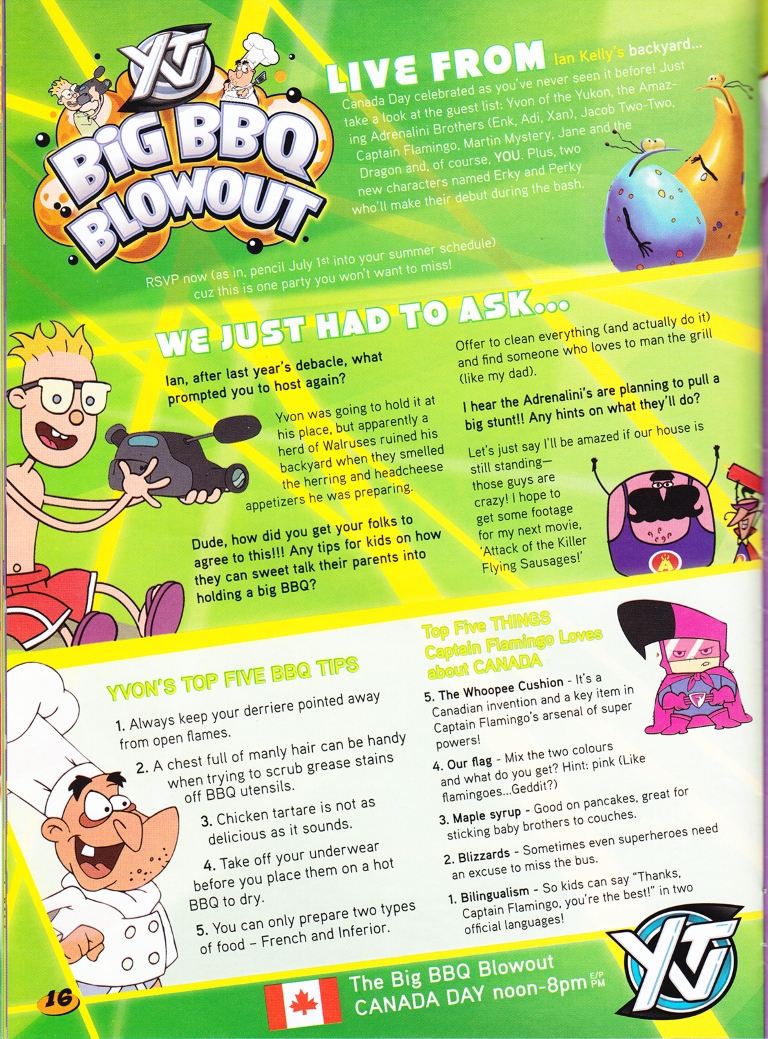 YTV
BiG BBQ
BLOWOUT
LIVE FROM Ian Kelly's backyard...
Canada Day celebrated as you've never seen it before! Just
take a look at the guest list: Yvon of the Yukon, the Amaz
ing Adrenalini Brothers (Enk, Adi, Xan), Jacob Two-Two,
Captain Flamingo, Martin Mystery, Jane and the
Dragon and, of course, YOU. Plus, two
new characters named Erky and Perky
who'll make their debut during the bash.
RSVP now (as in, pencil July 1st into your summer schedule)
cuz this is one party you won't want to miss!
WE JUST HAD TO ASK...
Ian, after last year's debacle, what
prompted you to host again?
Yvon was going to hold it at
his place, but apparently a
herd of Walruses ruined his
backyard when they smelled
the herring and headcheese
appetizers he was preparing.
Dude, how did you get your folks to
agree to this!!! Any tips for kids on how
they can sweet talk their parents into
holding a big BBQ?
Offer to clean everything (and actually do it)
and find someone who loves to man the grill
(like my dad).
I hear the Adrenalini's are planning to pull a
big stunt!! Any hints on what they'll do?
Let's just say I'll be amazed if our house is
still standing—
those guys are
crazy! I hope to
get some footage
for my next movie,
'Attack of the Killer
Flying Sausages!'
A
YVON'S TOP FIVE BBQ TIPS
1. Always keep your derriere pointed away
from open flames.
2. A chest full of manly hair can be handy
when trying to scrub grease stains
off BBQ utensils.
3. Chicken tartare is not as
delicious as it sounds.
4. Take off your underwear
before you place them on a hot
BBQ to dry.
5. You can only prepare two types
of food – French and Inferior.
Top Five THINGS
Captain Flamingo Loves
about CANADA
5. The Whoopee Cushion - It's a
Canadian invention and a key item in
Captain Flamingo's arsenal of super
powers!
4. Our flag - Mix the two colours
and what do you get? Hint: pink (Like
flamingoes...Geddit?)
3. Maple syrup - Good on pancakes, great for
sticking baby brothers to couches.
2. Blizzards - Sometimes even superheroes need
an excuse to miss the bus.
1. Bilingualism - So kids can say "Thanks,
Captain Flamingo, you're the best!" in two
official languages!
F
16
The Big BBQ Blowout
CANADA DAY noon-8pm E/P PM
YTV